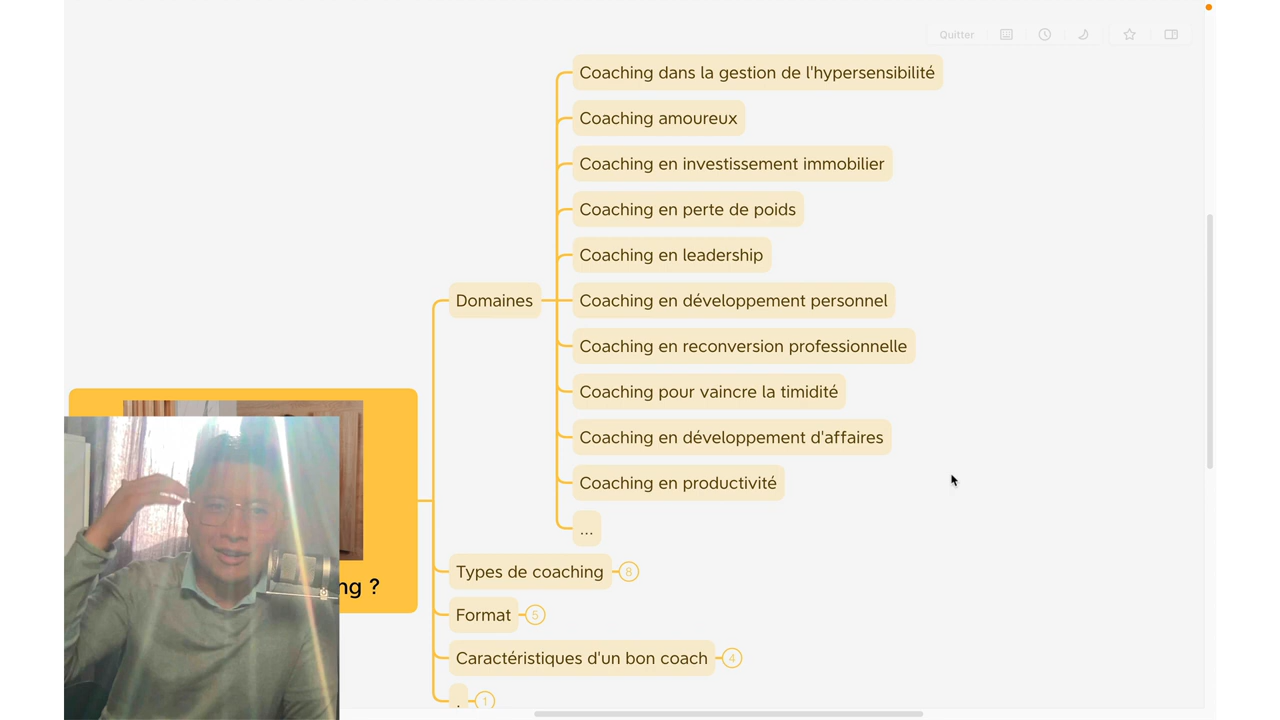 Quitter
Coaching dans la gestion de l'hypersensibilité
Coaching amoureux
Coaching en investissement immobilier
Coaching en perte de poids
Coaching en leadership
Domaines
Coaching en développement personnel
Coaching en reconversion professionnelle
Coaching pour vaincre la timidité
Coaching en développement d'affaires
Coaching en productivité
...
Types de coaching 8
ng ?
Format 5
Caractéristiques d'un bon coach 4
. 1